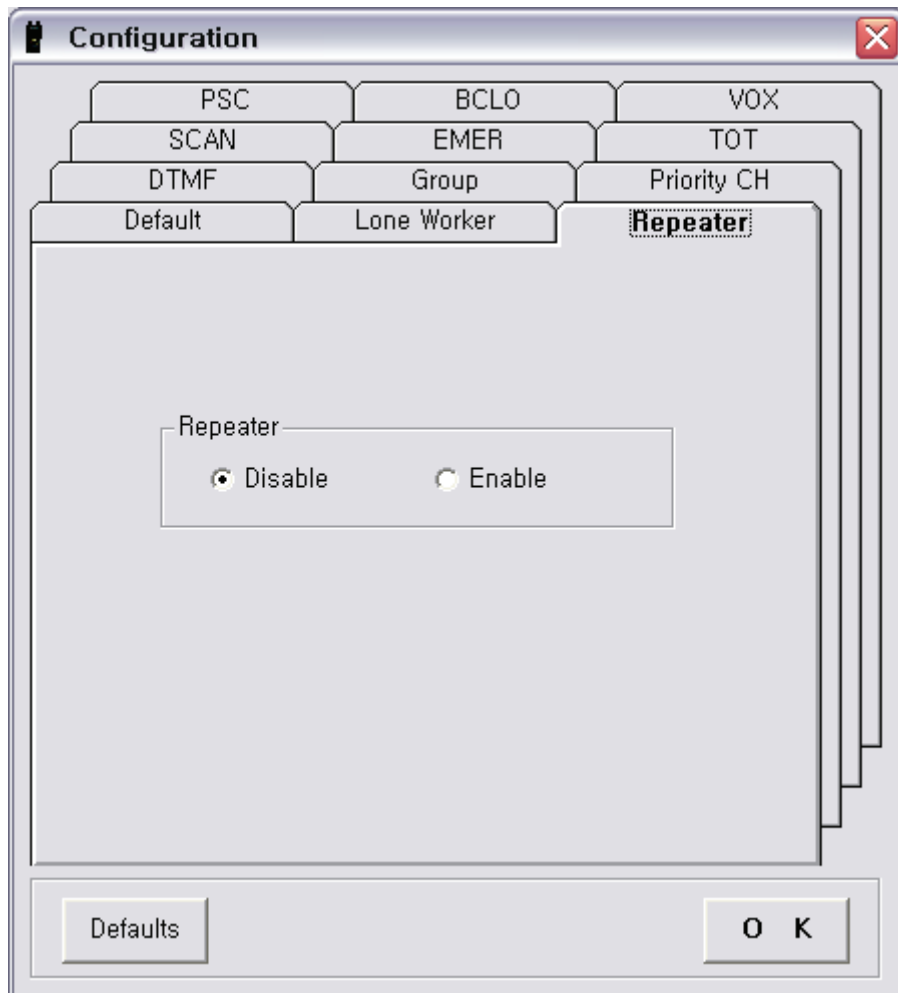 Configuration
PSC BCLO VOX
SCAN EMER TOT
DTMF Group Priority CH
Default Lone Worker Repeater
Repeater
Disable Enable
Defaults O K